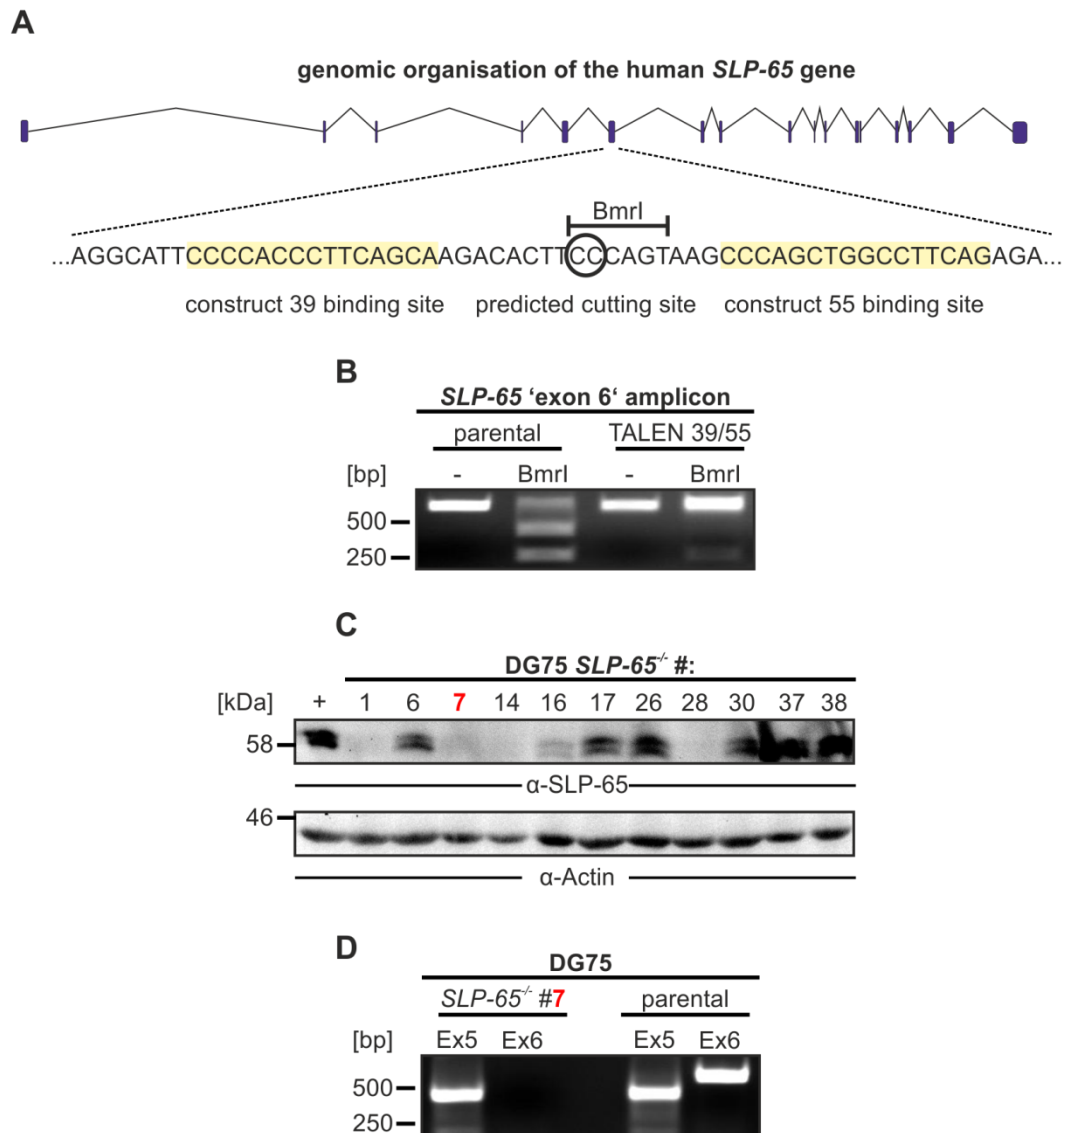 A
genomic organisation of the human SLP-65 gene
BmrI
...AGGCATTCCCCACCCTTCAGCAAGACACTTCCCAGTAAGCCCAGCTGGCCTTCAGAGA...
construct 39 binding site predicted cutting site construct 55 binding site
B
SLP-65 ‘exon 6‘ amplicon
parental TALEN 39/55
[bp] - BmrI - BmrI
500
250
C
DG75 SLP-65-/- #:
[kDa] + 1 6 7 14 16 17 26 28 30 37 38
58
α-SLP-65
46
α-Actin
D
DG75
SLP-65-/- #7 parental
[bp] Ex5 Ex6 Ex5 Ex6
500
250